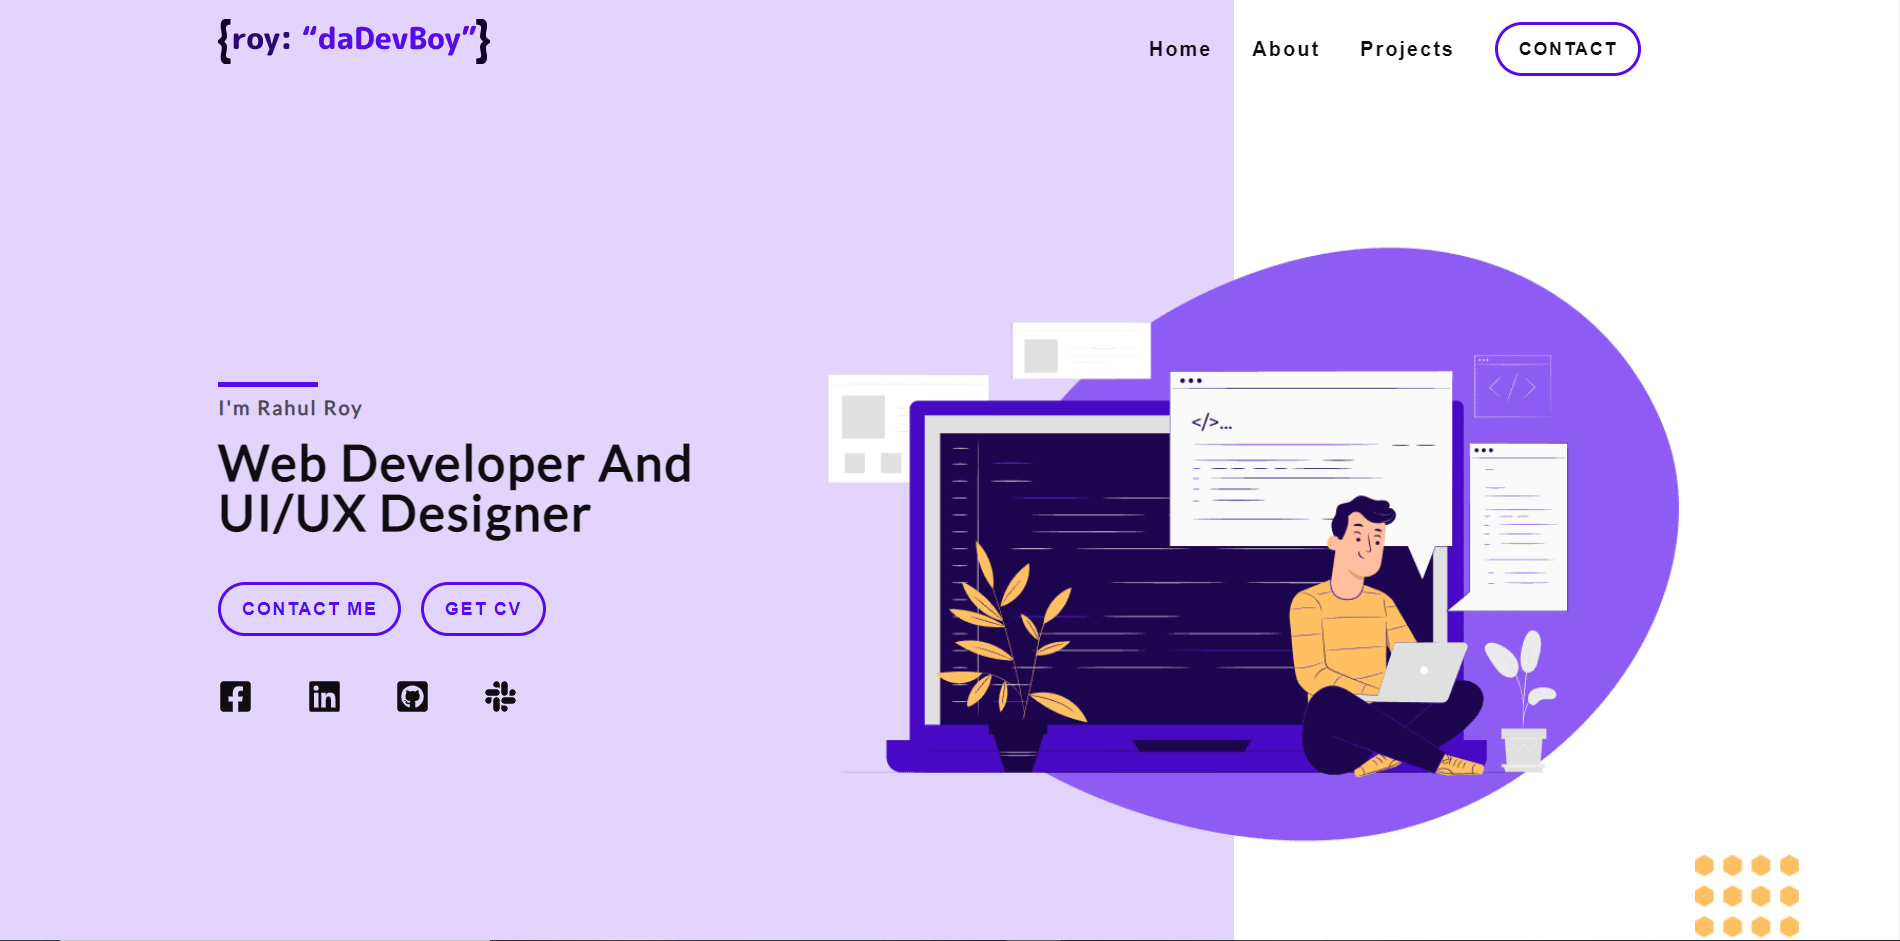 {roy: “daDevBoy”}
Home About Projects CONTACT
</>...
</>
I'm Rahul Roy
Web Developer And
UI/UX Designer
CONTACT ME GET CV